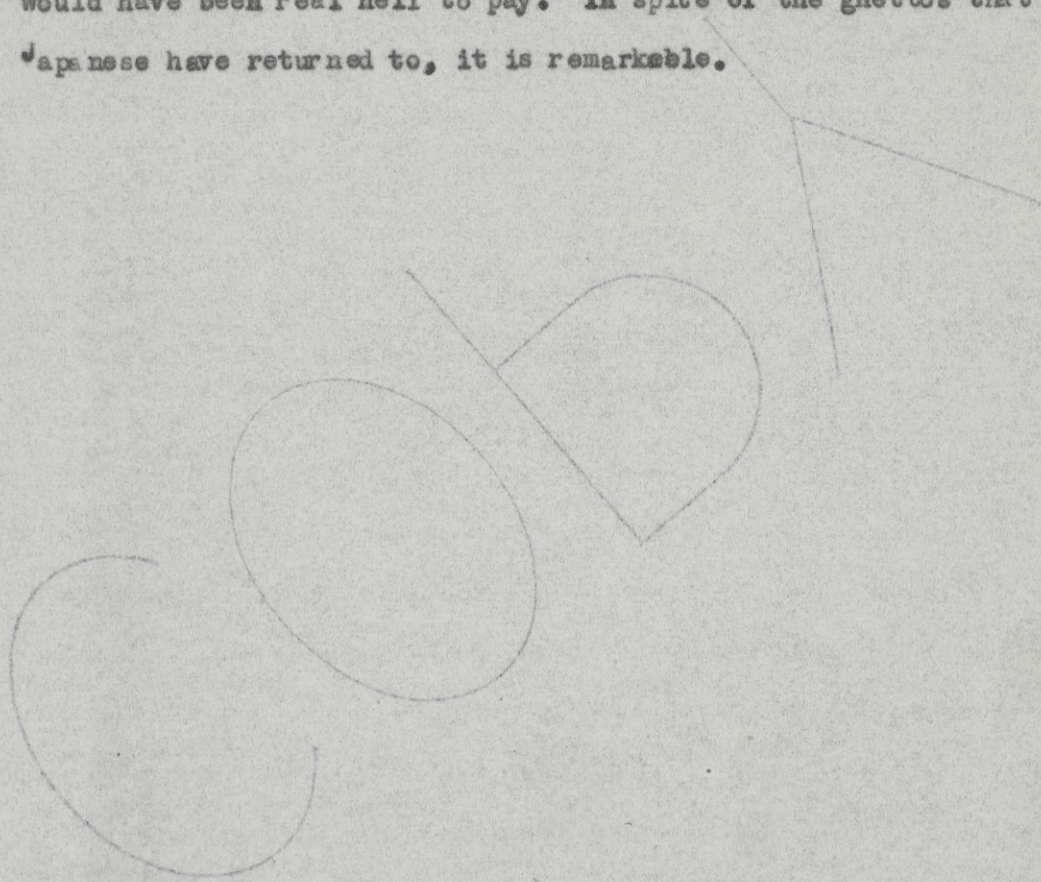 would have been real hell to pay.  In spite of the ghettos that
Japanese have returned to, it is remarkable.
COPY